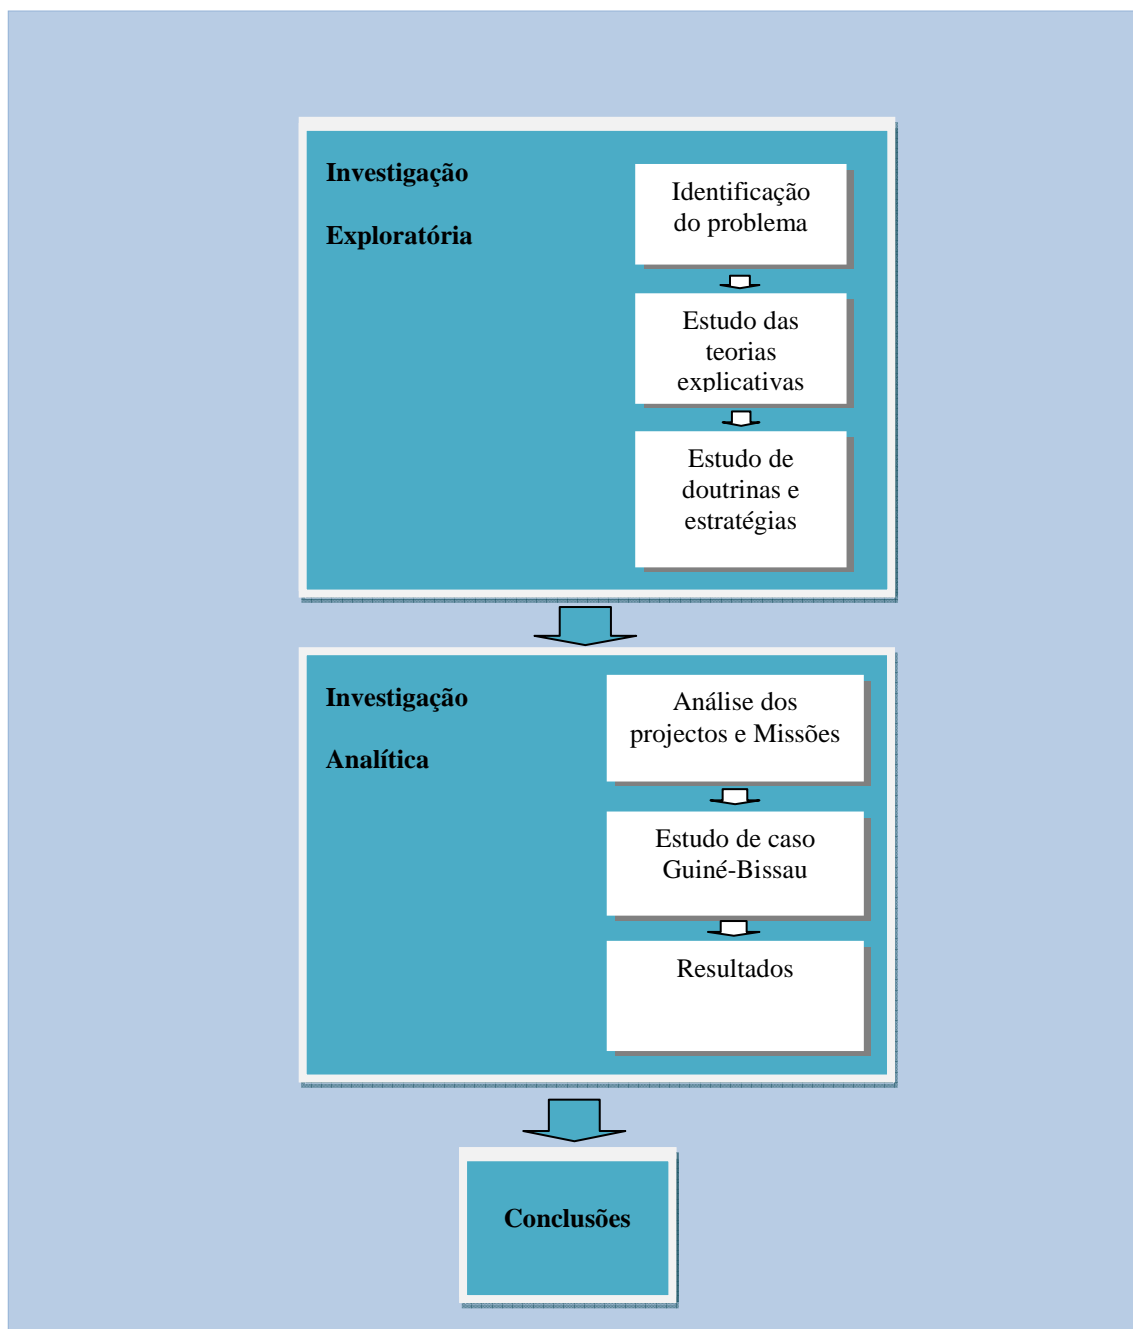 Investigação
Exploratória
Identificação
do problema
Estudo das
teorias
explicativas
Estudo de
doutrinas e
estratégias
Investigação
Analítica
Análise dos
projectos e Missões
Estudo de caso
Guiné-Bissau
Resultados
Conclusões